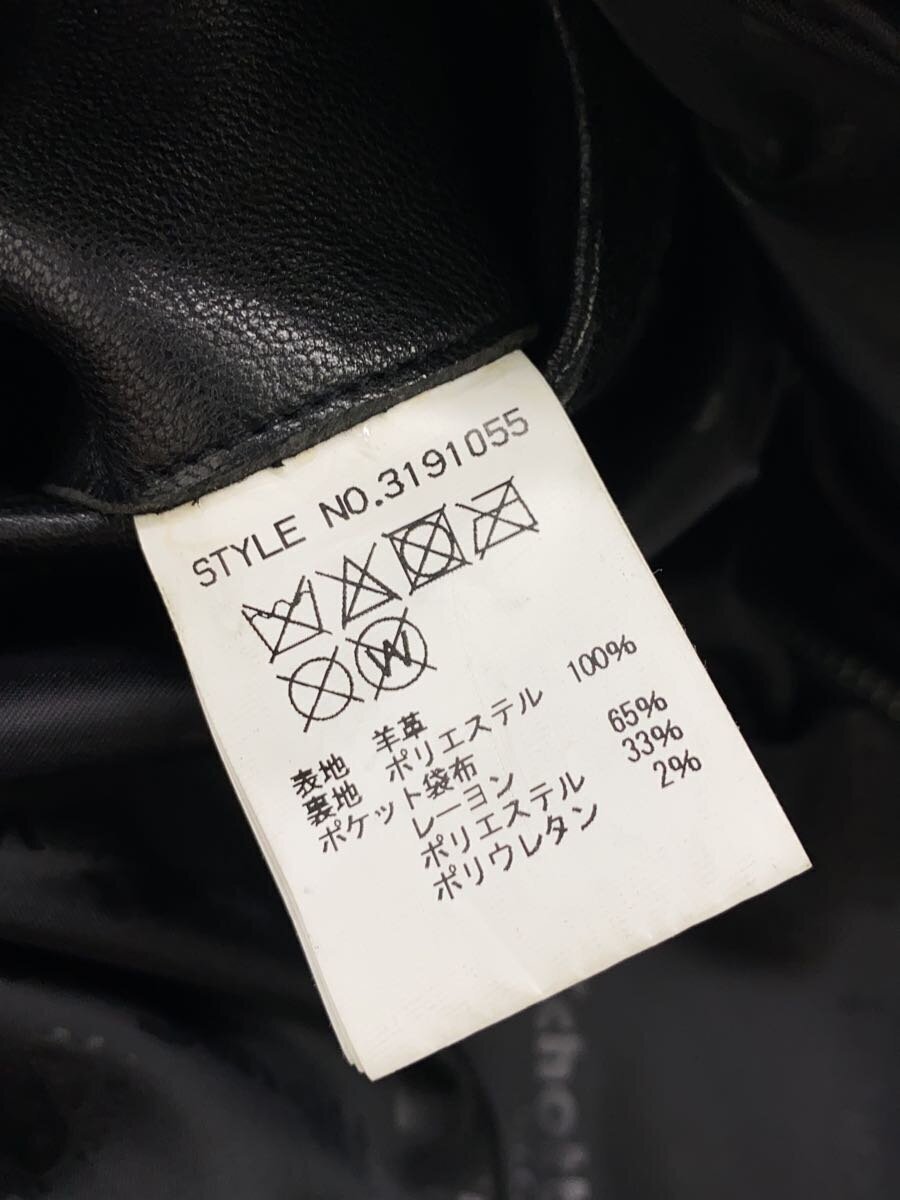 STYLE NO.3191055
W
表地 羊革
裏地 ポリエステル 100%
ポケット袋布
レーヨン 65%
ポリエステル 33%
ポリウレタン 2%